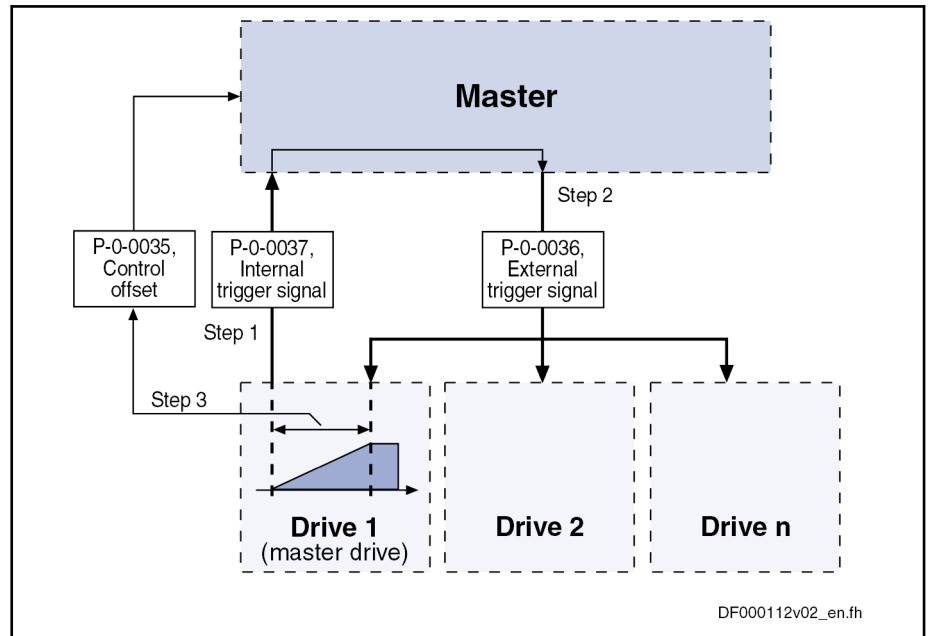 Master
Step 2
P-0-0035,
Control
offset
P-0-0037,
Internal
trigger signal
P-0-0036,
External
trigger signal
Step 1
Step 3
Drive 1
(master drive)
Drive 2
Drive n
DF000112v02_en.fh